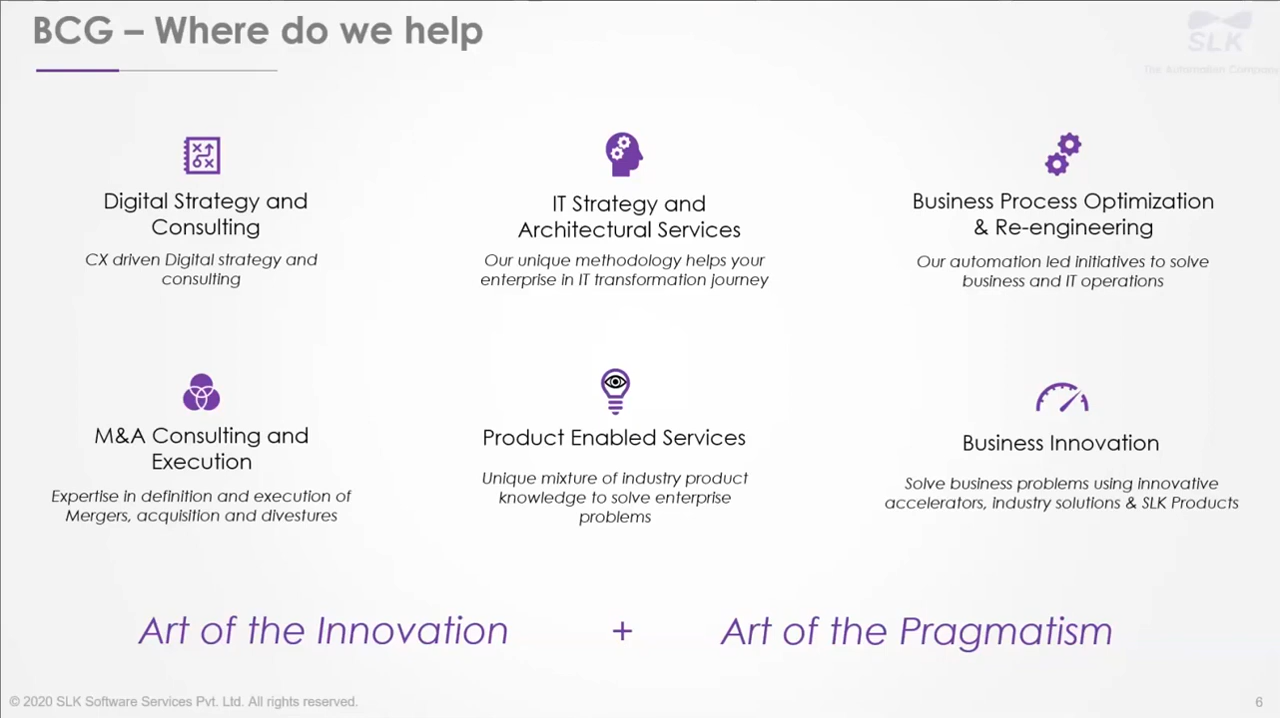 BCG – Where do we help
SLK
The Automation Company
Digital Strategy and
Consulting
CX driven Digital strategy and
consulting
IT Strategy and
Architectural Services
Our unique methodology helps your
enterprise in IT transformation journey
Business Process Optimization
& Re-engineering
Our automation led initiatives to solve
business and IT operations
M&A Consulting and
Execution
Expertise in definition and execution of
Mergers, acquisition and divestures
Product Enabled Services
Unique mixture of industry product
knowledge to solve enterprise
problems
Business Innovation
Solve business problems using innovative
accelerators, industry solutions & SLK Products
Art of the Innovation + Art of the Pragmatism
© 2020 SLK Software Services Pvt. Ltd. All rights reserved.
6